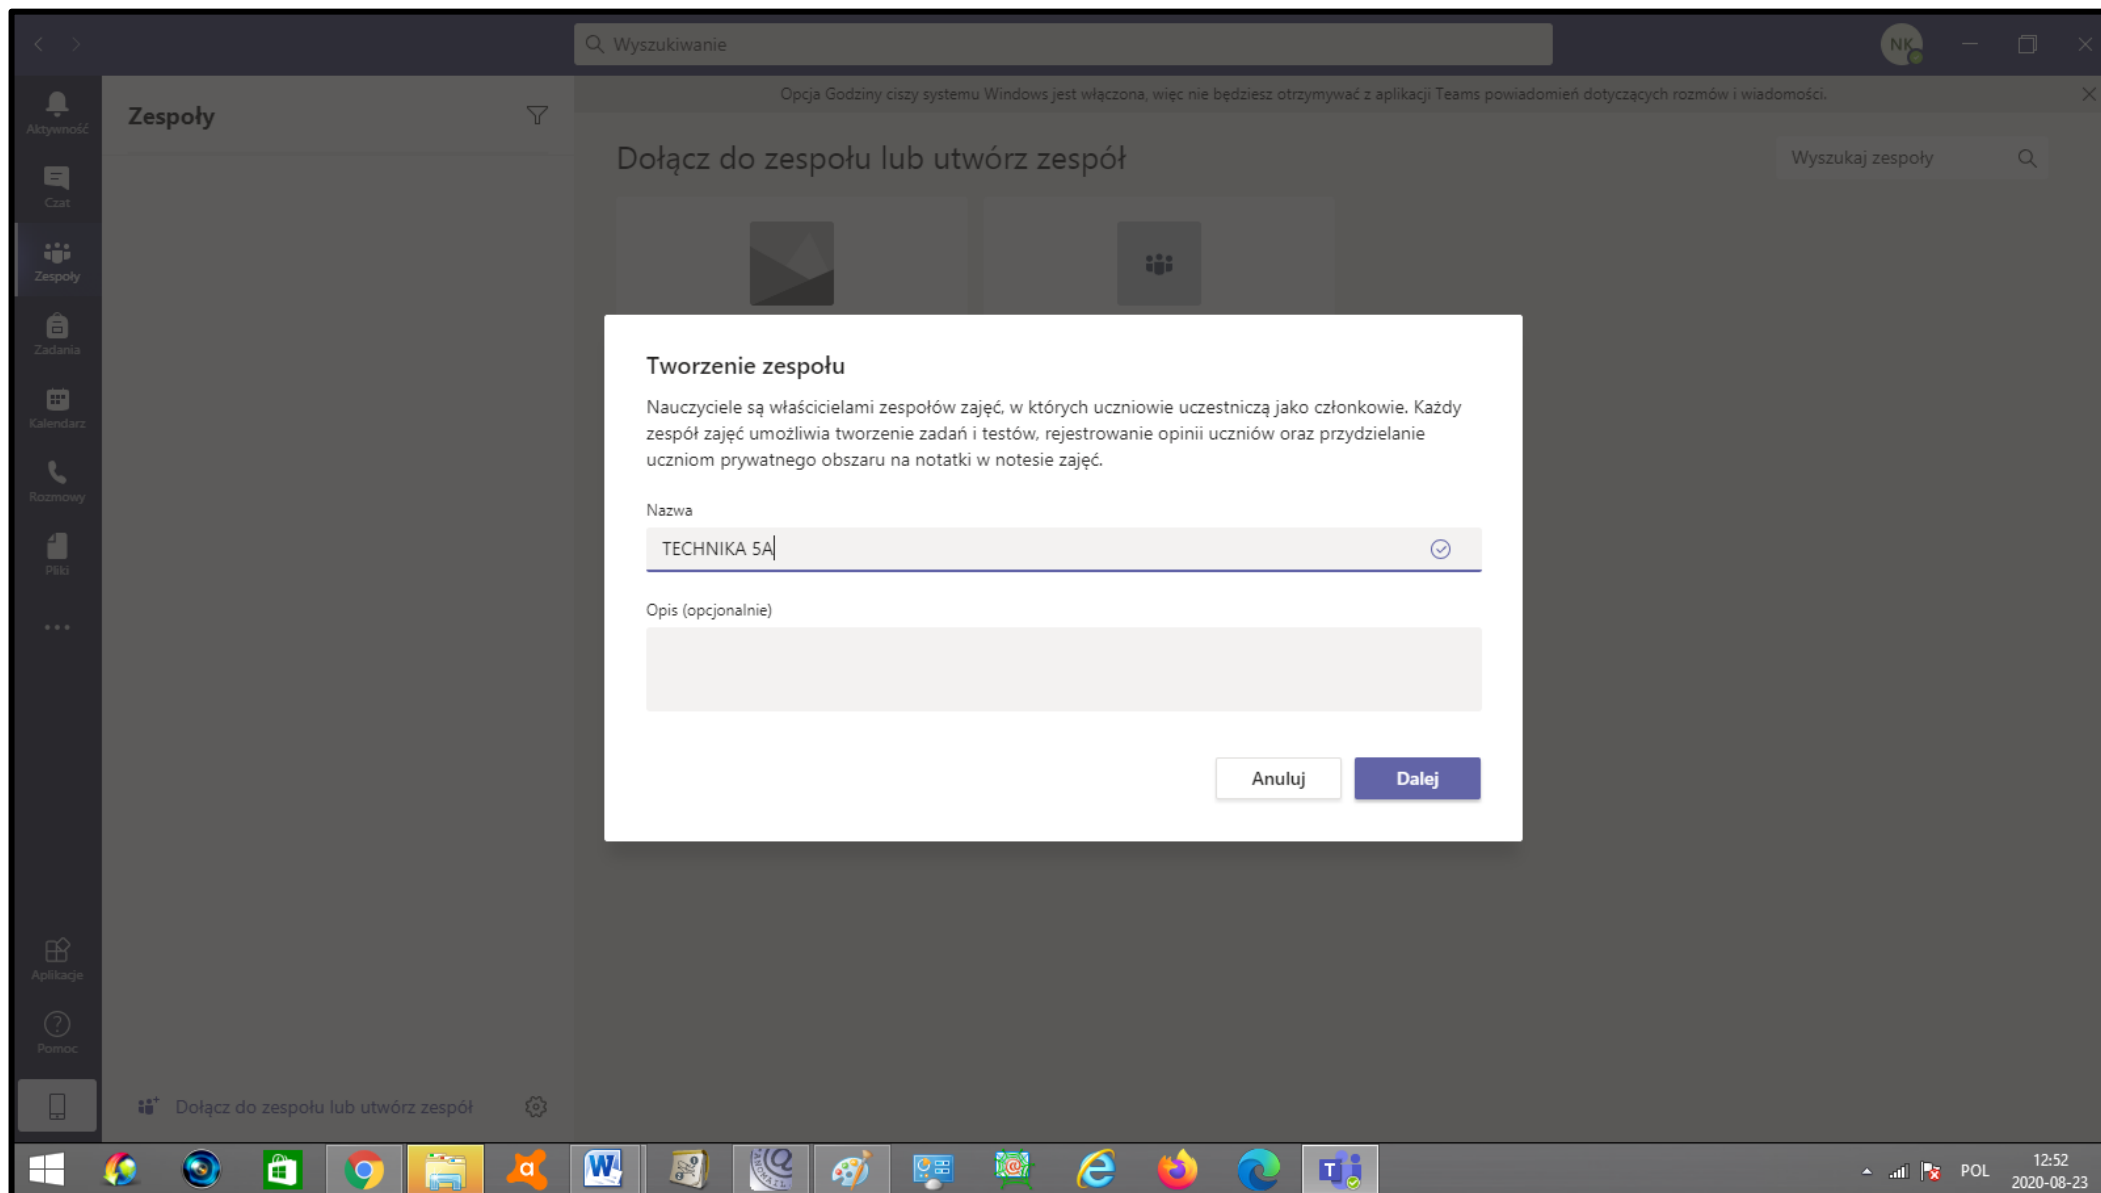 Wyszukiwanie
NK
Opcja Godziny ciszy systemu Windows jest włączona, więc nie będziesz otrzymywać z aplikacji Teams powiadomień dotyczących rozmów i wiadomości.
Aktywność
Czat
Zespoły
Zadania
Kalendarz
Rozmowy
Pliki
Aplikacje
Pomoc
Zespoły
Dołącz do zespołu lub utwórz zespół
Dołącz do zespołu lub utwórz zespół
Wyszukaj zespoły
Tworzenie zespołu
Nauczyciele są właścicielami zespołów zajęć, w których uczniowie uczestniczą jako członkowie. Każdy
zespół zajęć umożliwia tworzenie zadań i testów, rejestrowanie opinii uczniów oraz przydzielanie
uczniom prywatnego obszaru na notatki w notesie zajęć.
Nazwa
TECHNIKA 5A
Opis (opcjonalnie)
Anuluj
Dalej
POL
12:52
2020-08-23